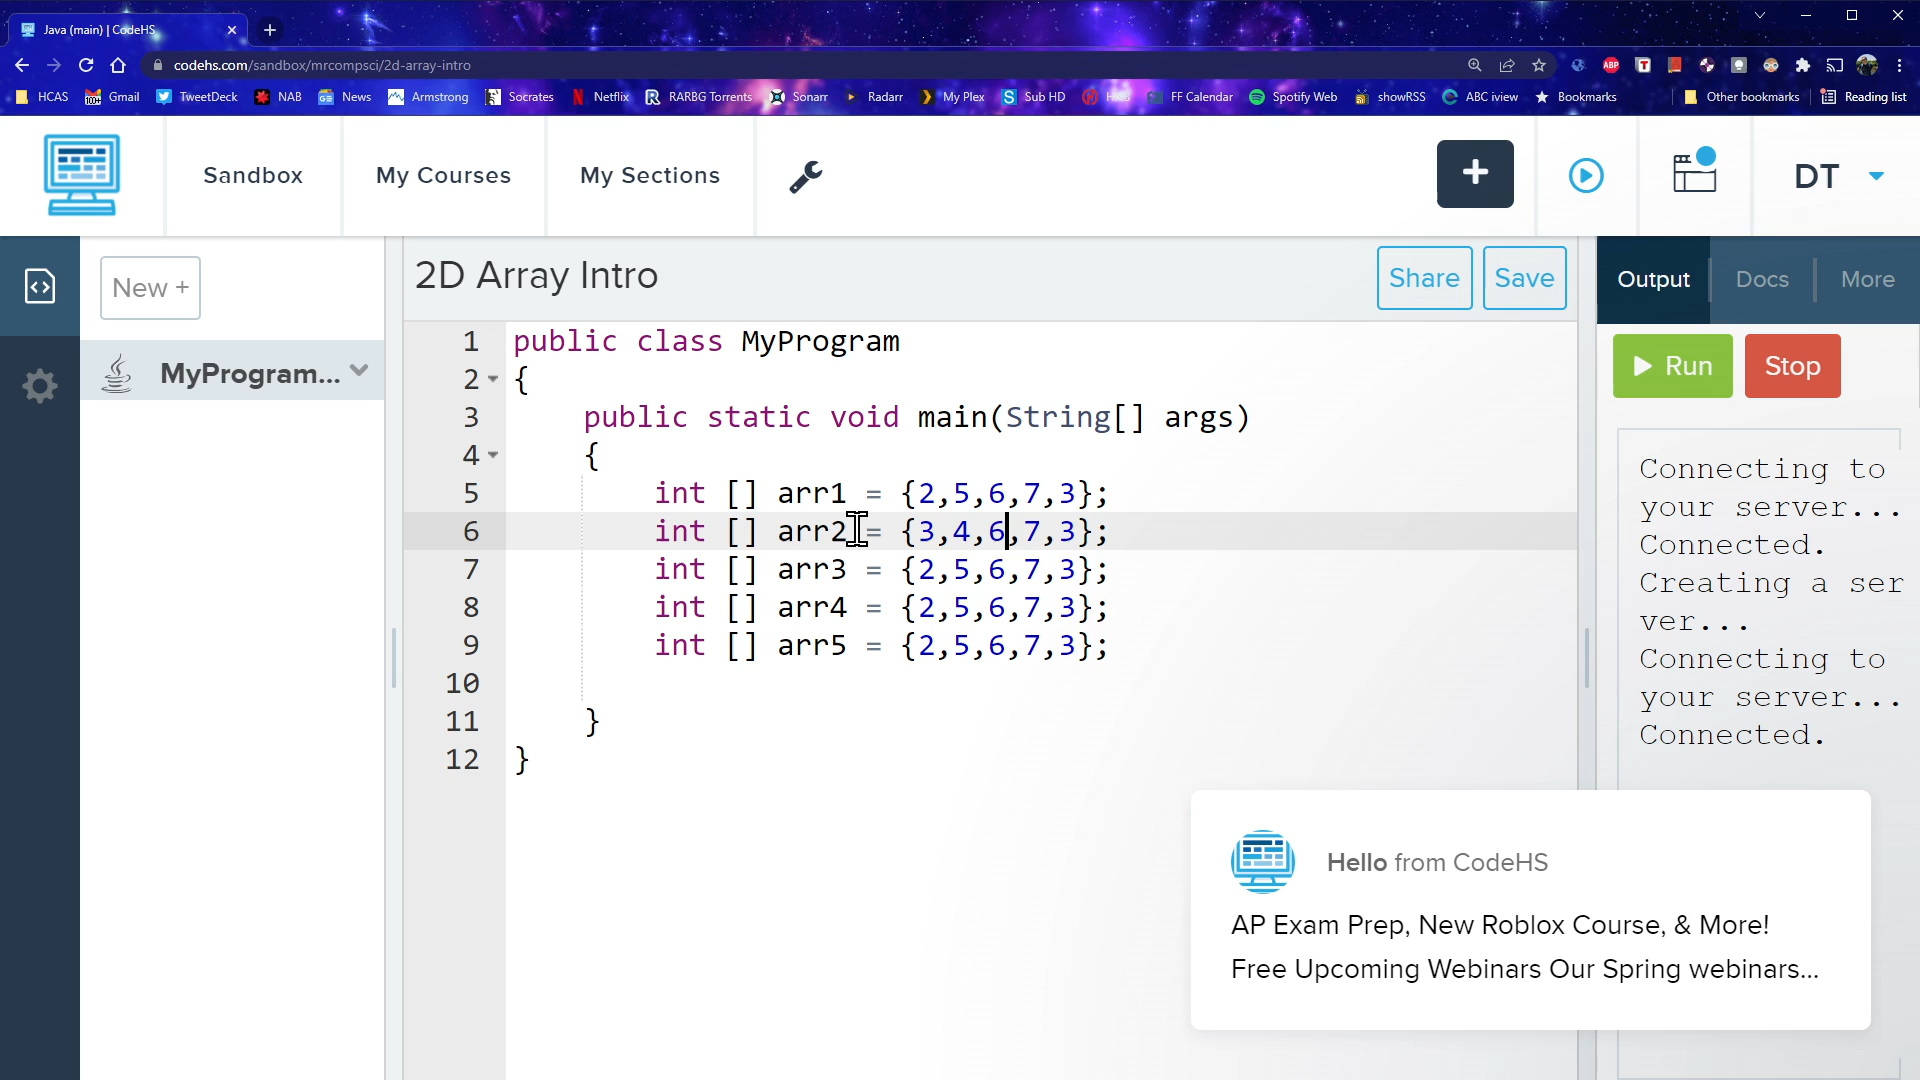 Java (main) | CodeHS
codehs.com/sandbox/mrcompsci/2d-array-intro
HCAS Gmail TweetDeck NAB News Armstrong Socrates Netflix RARBG Torrents Sonarr Radarr My Plex Sub HD FF Calendar Spotify Web showRSS ABC iview Bookmarks Other bookmarks Reading list
Sandbox My Courses My Sections + DT
New +
MyProgram...
2D Array Intro
Share Save
Output Docs More
Run Stop
1 public class MyProgram
2 {
3 public static void main(String[] args)
4 {
5 int [] arr1 = {2,5,6,7,3};
6 int [] arr2 = {3,4,6,7,3};
7 int [] arr3 = {2,5,6,7,3};
8 int [] arr4 = {2,5,6,7,3};
9 int [] arr5 = {2,5,6,7,3};
10
11 }
12 }
Connecting to
your server...
Connected.
Creating a ser
ver...
Connecting to
your server...
Connected.
Hello from CodeHS
AP Exam Prep, New Roblox Course, & More!
Free Upcoming Webinars Our Spring webinars...